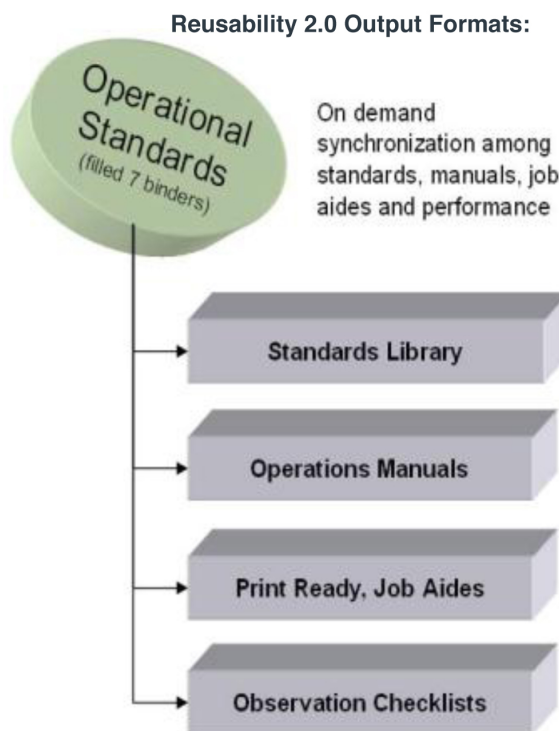 Reusability 2.0 Output Formats:
Operational
Standards
(filled 7 binders)
On demand
synchronization among
standards, manuals, job
aides and performance
Standards Library
Operations Manuals
Print Ready, Job Aides
Observation Checklists